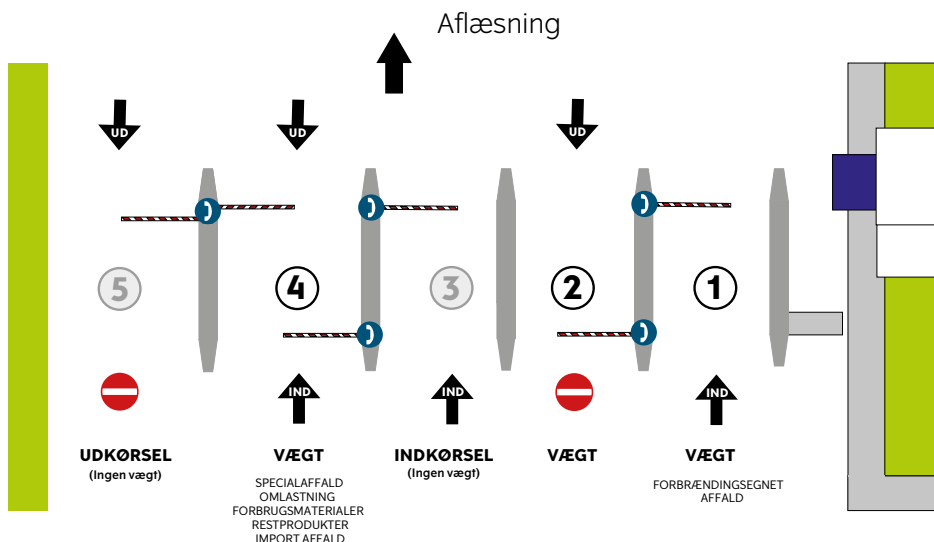 Aflæsning
UD
UD
UD
5
4
3
2
1
IND
IND
IND
UDKØRSEL
(Ingen vægt)
VÆGT
SPECIALAFFALD
OMLASTNING
FORBRUGSMATERIALER
RESTPRODUKTER
IMPORT AFFALD
INDKØRSEL
(Ingen vægt)
VÆGT
VÆGT
FORBRÆNDINGSEGNET
AFFALD